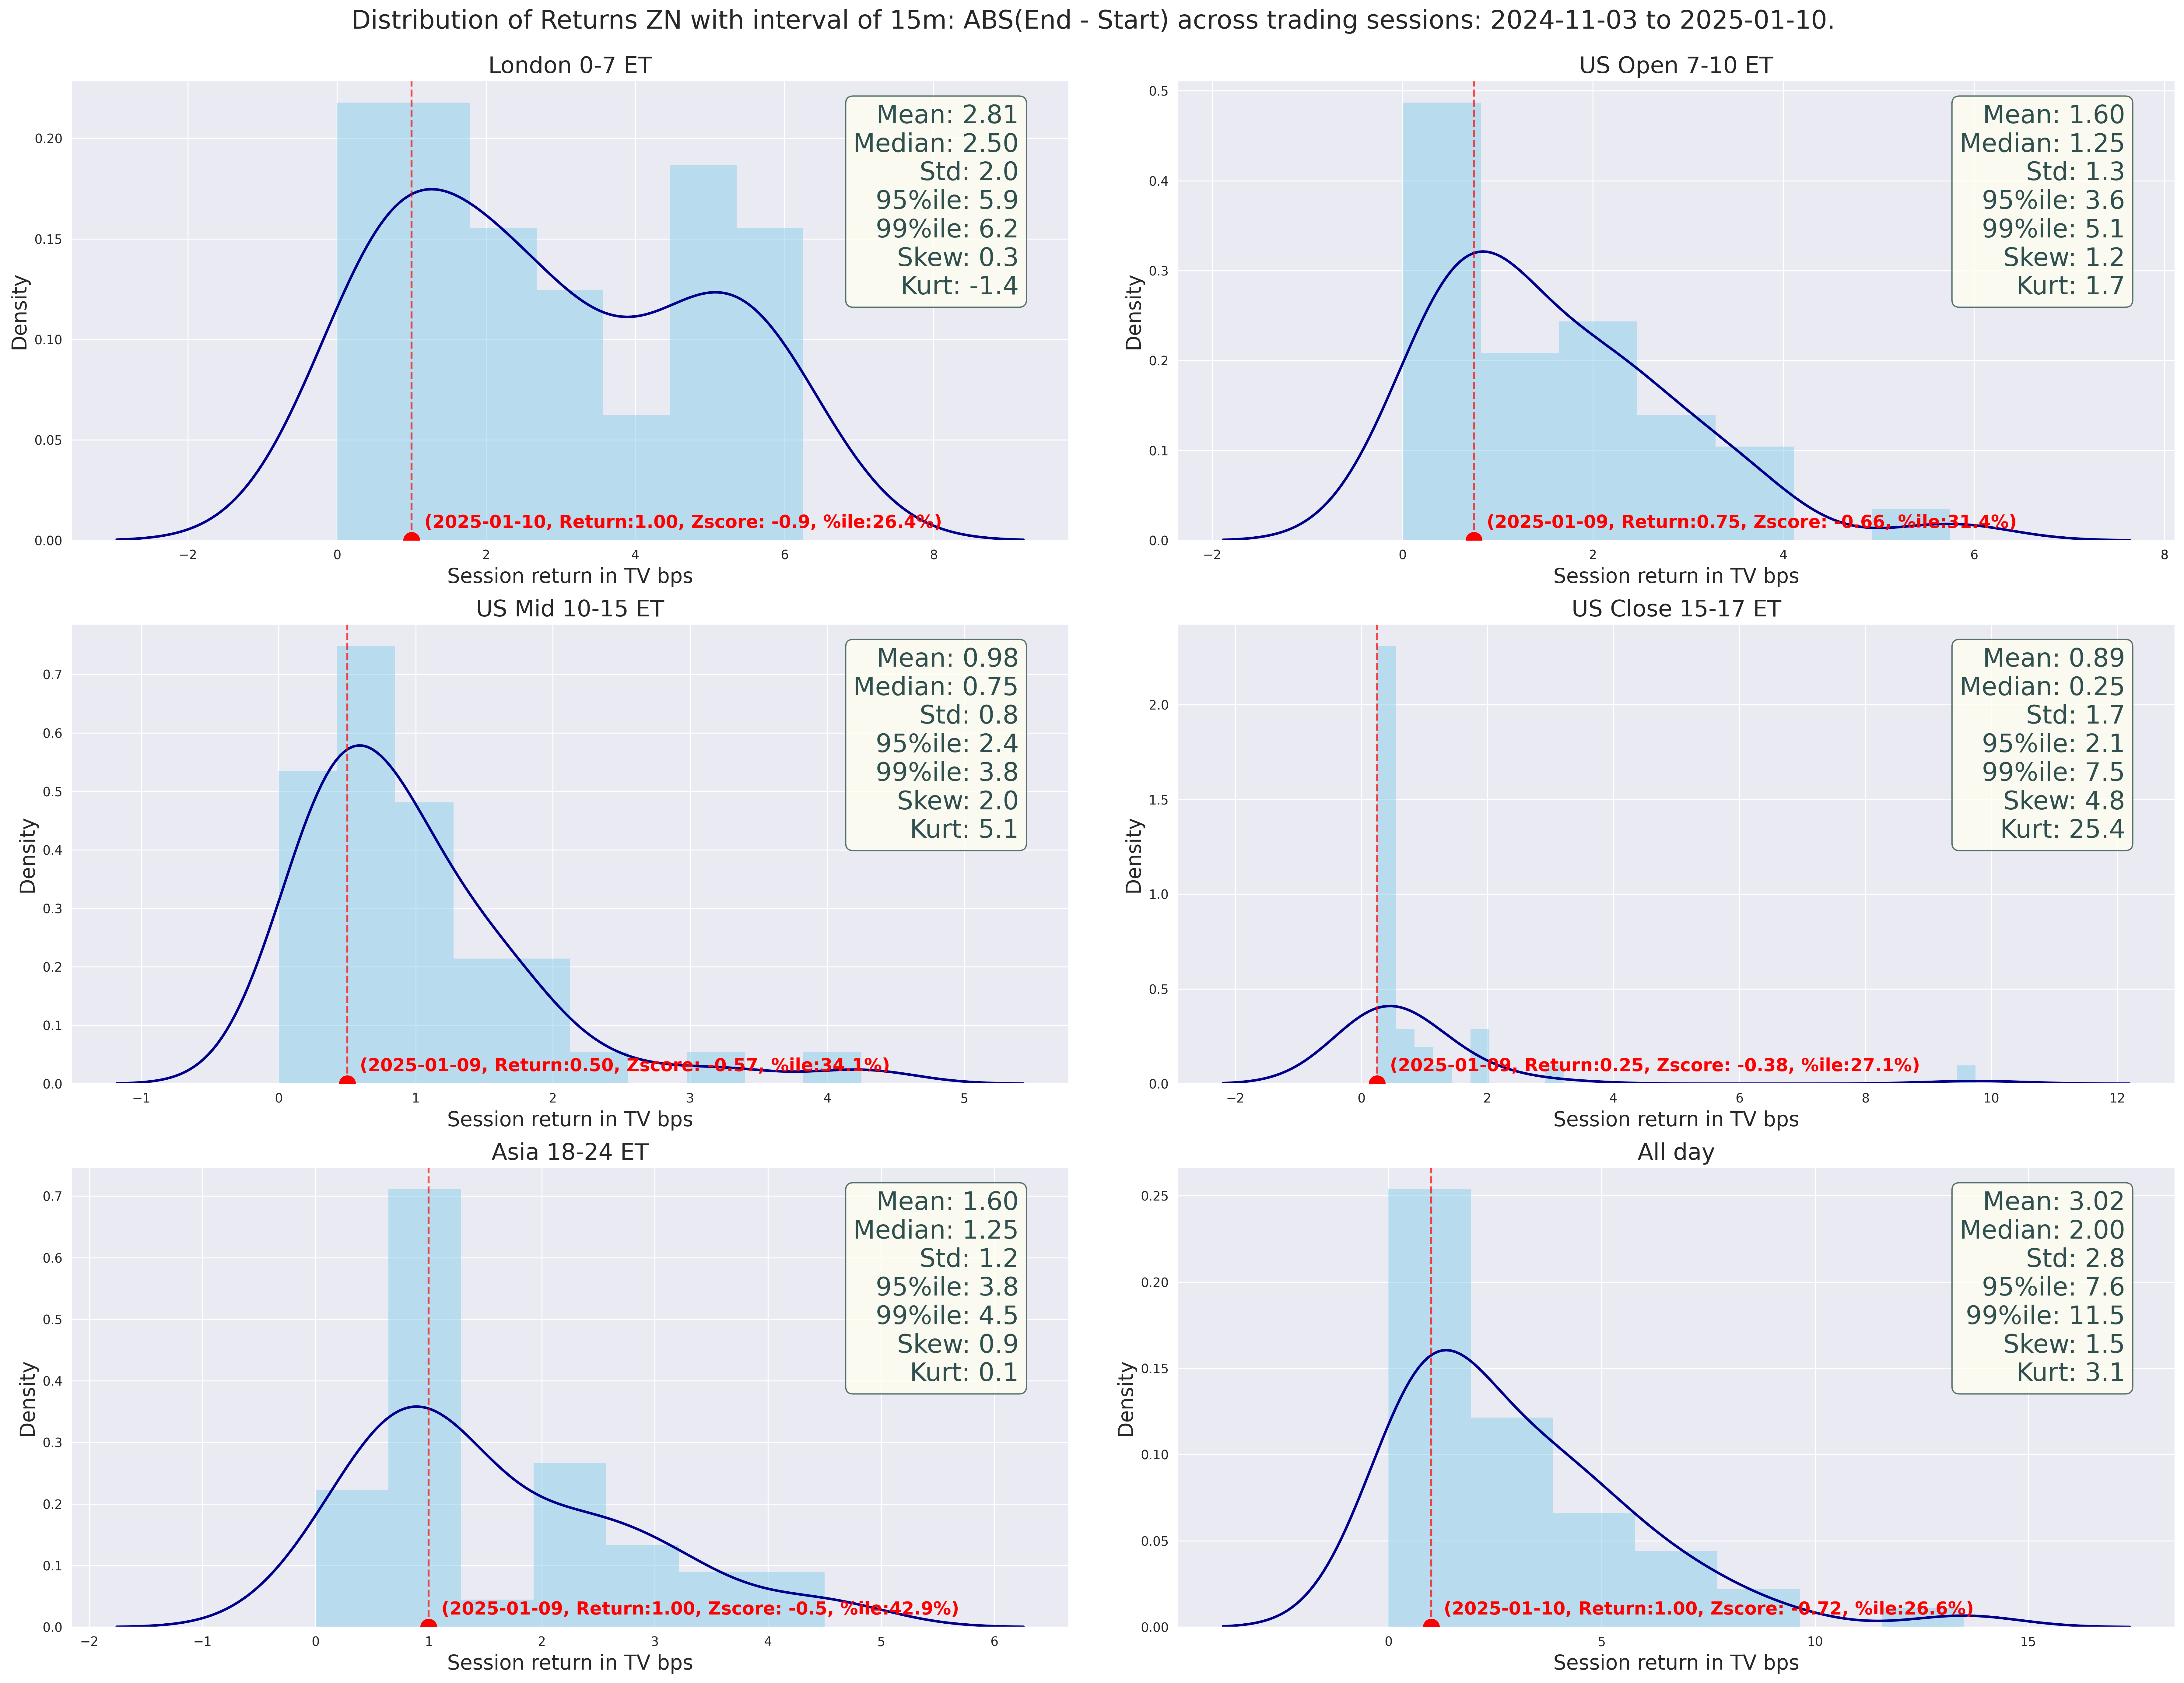 Distribution of Returns ZN with interval of 15m: ABS(End - Start) across trading sessions: 2024-11-03 to 2025-01-10.
London 0-7 ET
Density
0.20
0.15
0.10
0.05
0.00
Mean: 2.81
Median: 2.50
Std: 2.0
95%ile: 5.9
99%ile: 6.2
Skew: 0.3
Kurt: -1.4
(2025-01-10, Return:1.00, Zscore: -0.9, %ile:26.4%)
−2 0 2 4 6 8
Session return in TV bps
US Open 7-10 ET
Density
0.5
0.4
0.3
0.2
0.1
0.0
Mean: 1.60
Median: 1.25
Std: 1.3
95%ile: 3.6
99%ile: 5.1
Skew: 1.2
Kurt: 1.7
(2025-01-09, Return:0.75, Zscore: -0.66, %ile:31.4%)
−2 0 2 4 6 8
Session return in TV bps
US Mid 10-15 ET
Density
0.7
0.6
0.5
0.4
0.3
0.2
0.1
0.0
Mean: 0.98
Median: 0.75
Std: 0.8
95%ile: 2.4
99%ile: 3.8
Skew: 2.0
Kurt: 5.1
(2025-01-09, Return:0.50, Zscore: -0.57, %ile:34.1%)
−1 0 1 2 3 4 5
Session return in TV bps
US Close 15-17 ET
Density
2.0
1.5
1.0
0.5
0.0
Mean: 0.89
Median: 0.25
Std: 1.7
95%ile: 2.1
99%ile: 7.5
Skew: 4.8
Kurt: 25.4
(2025-01-09, Return:0.25, Zscore: -0.38, %ile:27.1%)
−2 0 2 4 6 8 10 12
Session return in TV bps
Asia 18-24 ET
Density
0.7
0.6
0.5
0.4
0.3
0.2
0.1
0.0
Mean: 1.60
Median: 1.25
Std: 1.2
95%ile: 3.8
99%ile: 4.5
Skew: 0.9
Kurt: 0.1
(2025-01-09, Return:1.00, Zscore: -0.5, %ile:42.9%)
−2 −1 0 1 2 3 4 5 6
Session return in TV bps
All day
Density
0.25
0.20
0.15
0.10
0.05
0.00
Mean: 3.02
Median: 2.00
Std: 2.8
95%ile: 7.6
99%ile: 11.5
Skew: 1.5
Kurt: 3.1
(2025-01-10, Return:1.00, Zscore: -0.72, %ile:26.6%)
0 5 10 15
Session return in TV bps